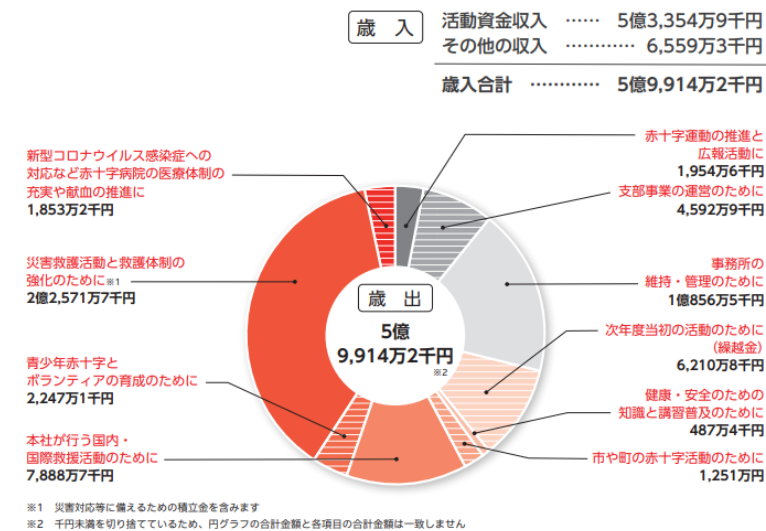 歳 入
活動資金収入 …… 5億3,354万9千円
その他の収入 ………… 6,559万3千円
歳入合計 ………… 5億9,914万2千円
新型コロナウイルス感染症への
対応など赤十字病院の医療体制の
充実や献血の推進に
1,853万2千円
災害救護活動と救護体制の
強化のために※1
2億2,571万7千円
青少年赤十字と
ボランティアの育成のために
2,247万1千円
本社が行う国内・
国際救援活動のために
7,888万7千円
歳 出
5億
9,914万2千円
※2
赤十字運動の推進と
広報活動に
1,954万6千円
支部事業の運営のために
4,592万9千円
事務所の
維持・管理のために
1億856万5千円
次年度当初の活動のために
(繰越金)
6,210万8千円
健康・安全のための
知識と講習普及のために
487万4千円
市や町の赤十字活動のために
1,251万円
※1 災害対応等に備えるための積立金を含みます
※2 千円未満を切り捨てているため、円グラフの合計金額と各項目の合計金額は一致しません